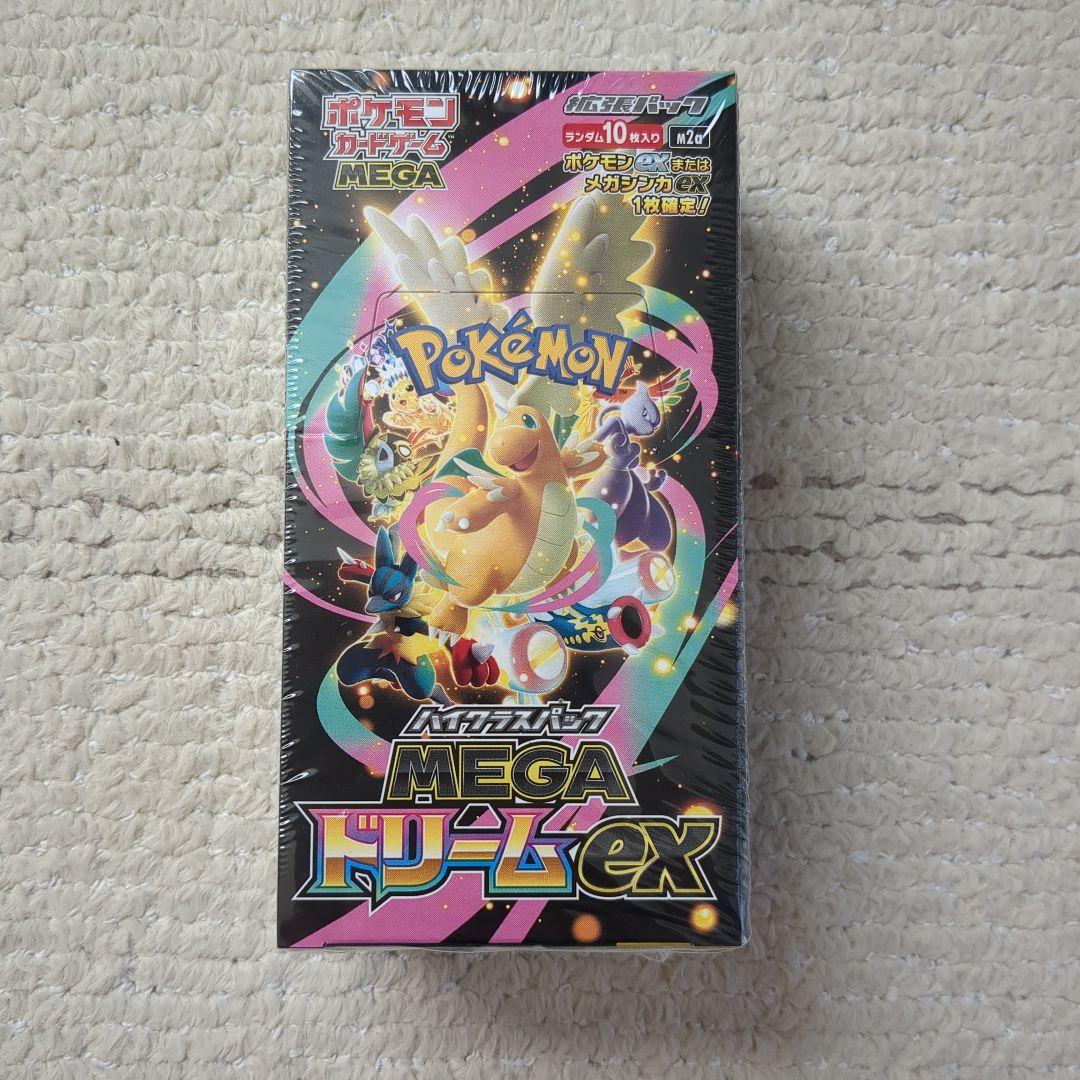 ポケモン
カードゲーム™
MEGA
拡張パック
ランダム10枚入り M2a
ポケモンexまたは
メガシンカex
1枚確定！
POKéMON™
ハイクラスパック
MEGA
ドリームex